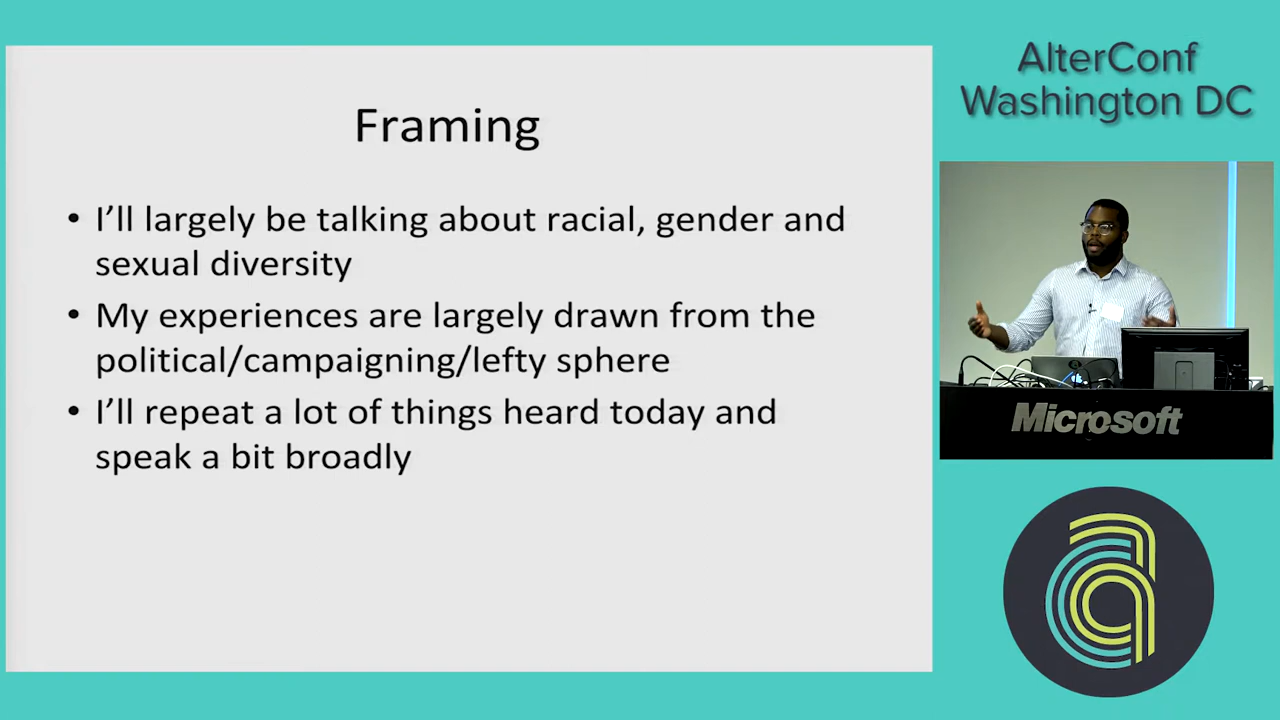 Framing
• I'll largely be talking about racial, gender and
sexual diversity
• My experiences are largely drawn from the
political/campaigning/lefty sphere
• I'll repeat a lot of things heard today and
speak a bit broadly
AlterConf
Washington DC
Microsoft